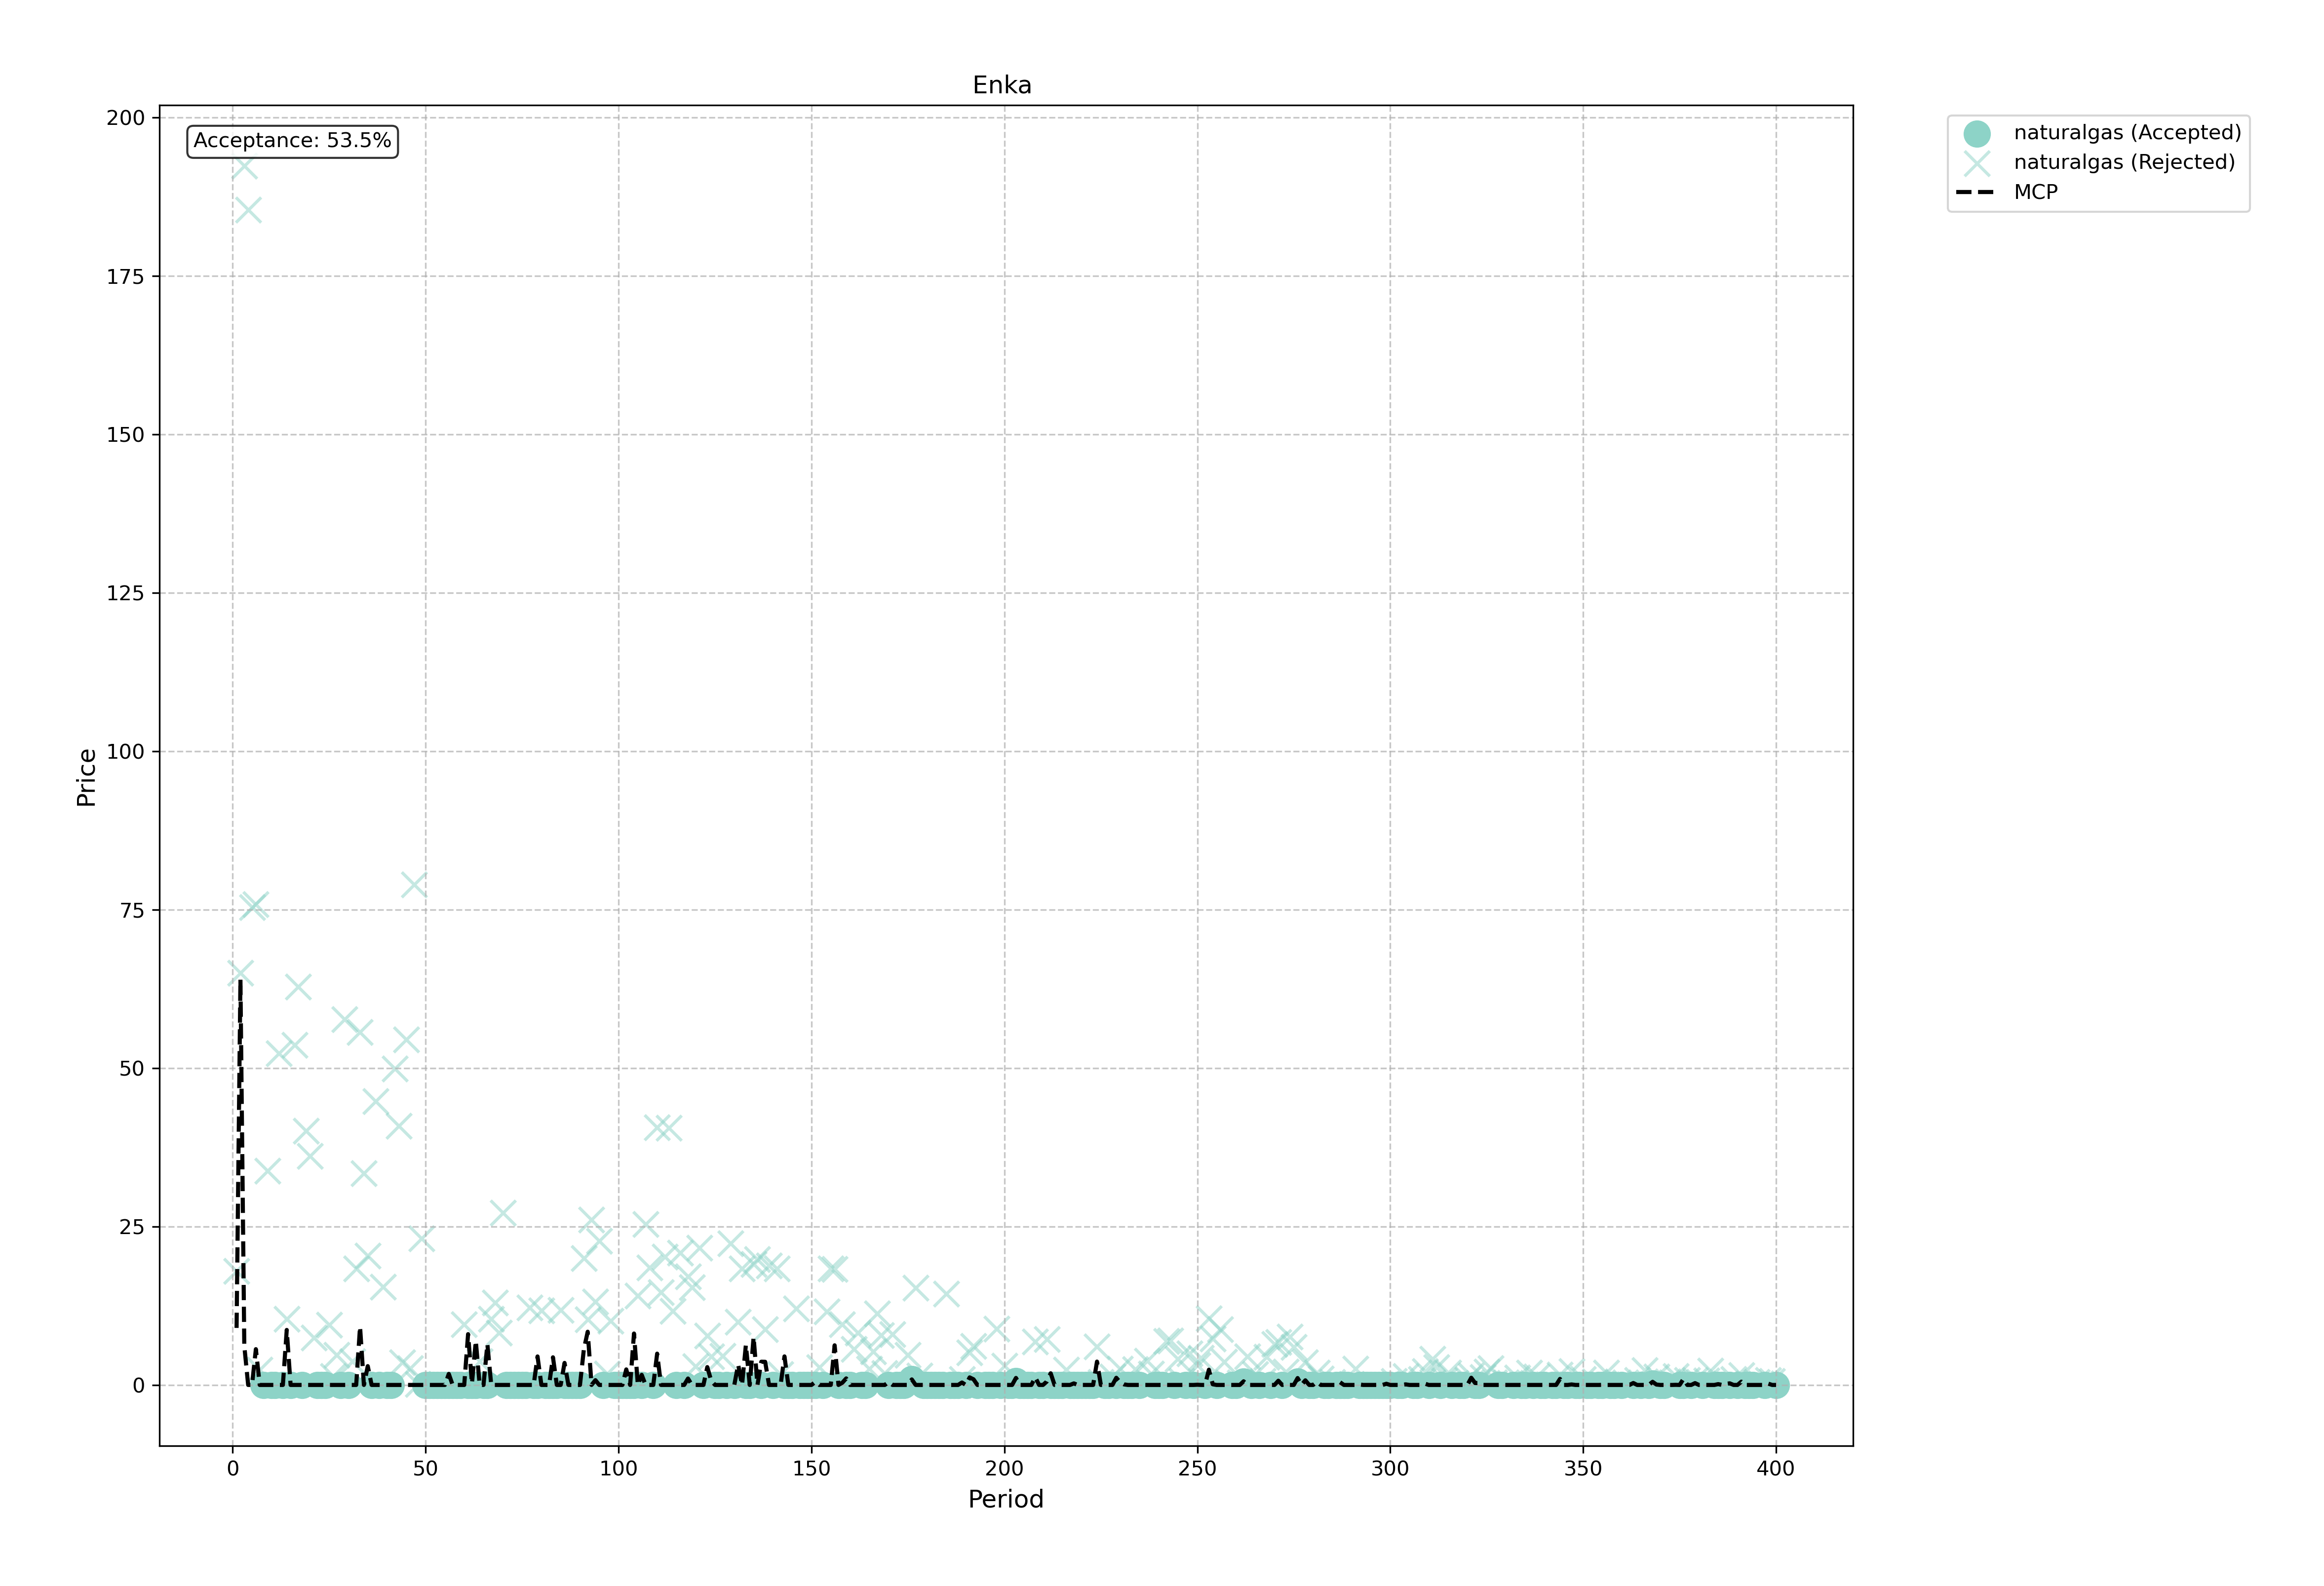 Enka
Acceptance: 53.5%
naturalgas (Accepted)
naturalgas (Rejected)
MCP
200
175
150
125
100
75
50
25
0
Price
0 50 100 150 200 250 300 350 400
Period